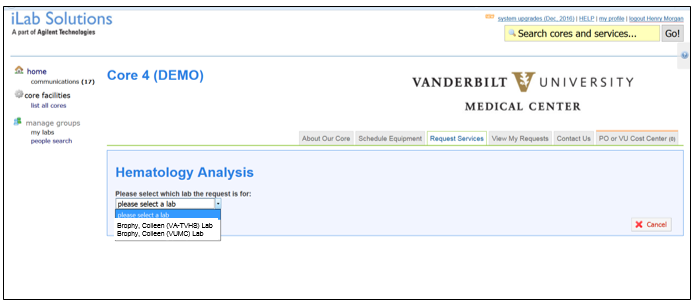 iLab Solutions
A part of Agilent Technologies
system upgrades (Dec. 2016) | HELP | my profile | logout Henry Morgan
Search cores and services... Go!
home
communications (17)
core facilities
list all cores
manage groups
my labs
people search
Core 4 (DEMO)
VANDERBILT V UNIVERSITY
MEDICAL CENTER
About Our Core Schedule Equipment Request Services View My Requests Contact Us PO or VU Cost Center (6)
Hematology Analysis
Please select which lab the request is for:
please select a lab
please select a lab
Brophy, Colleen (VA-TVHS) Lab
Brophy, Colleen (VUMC) Lab
Cancel